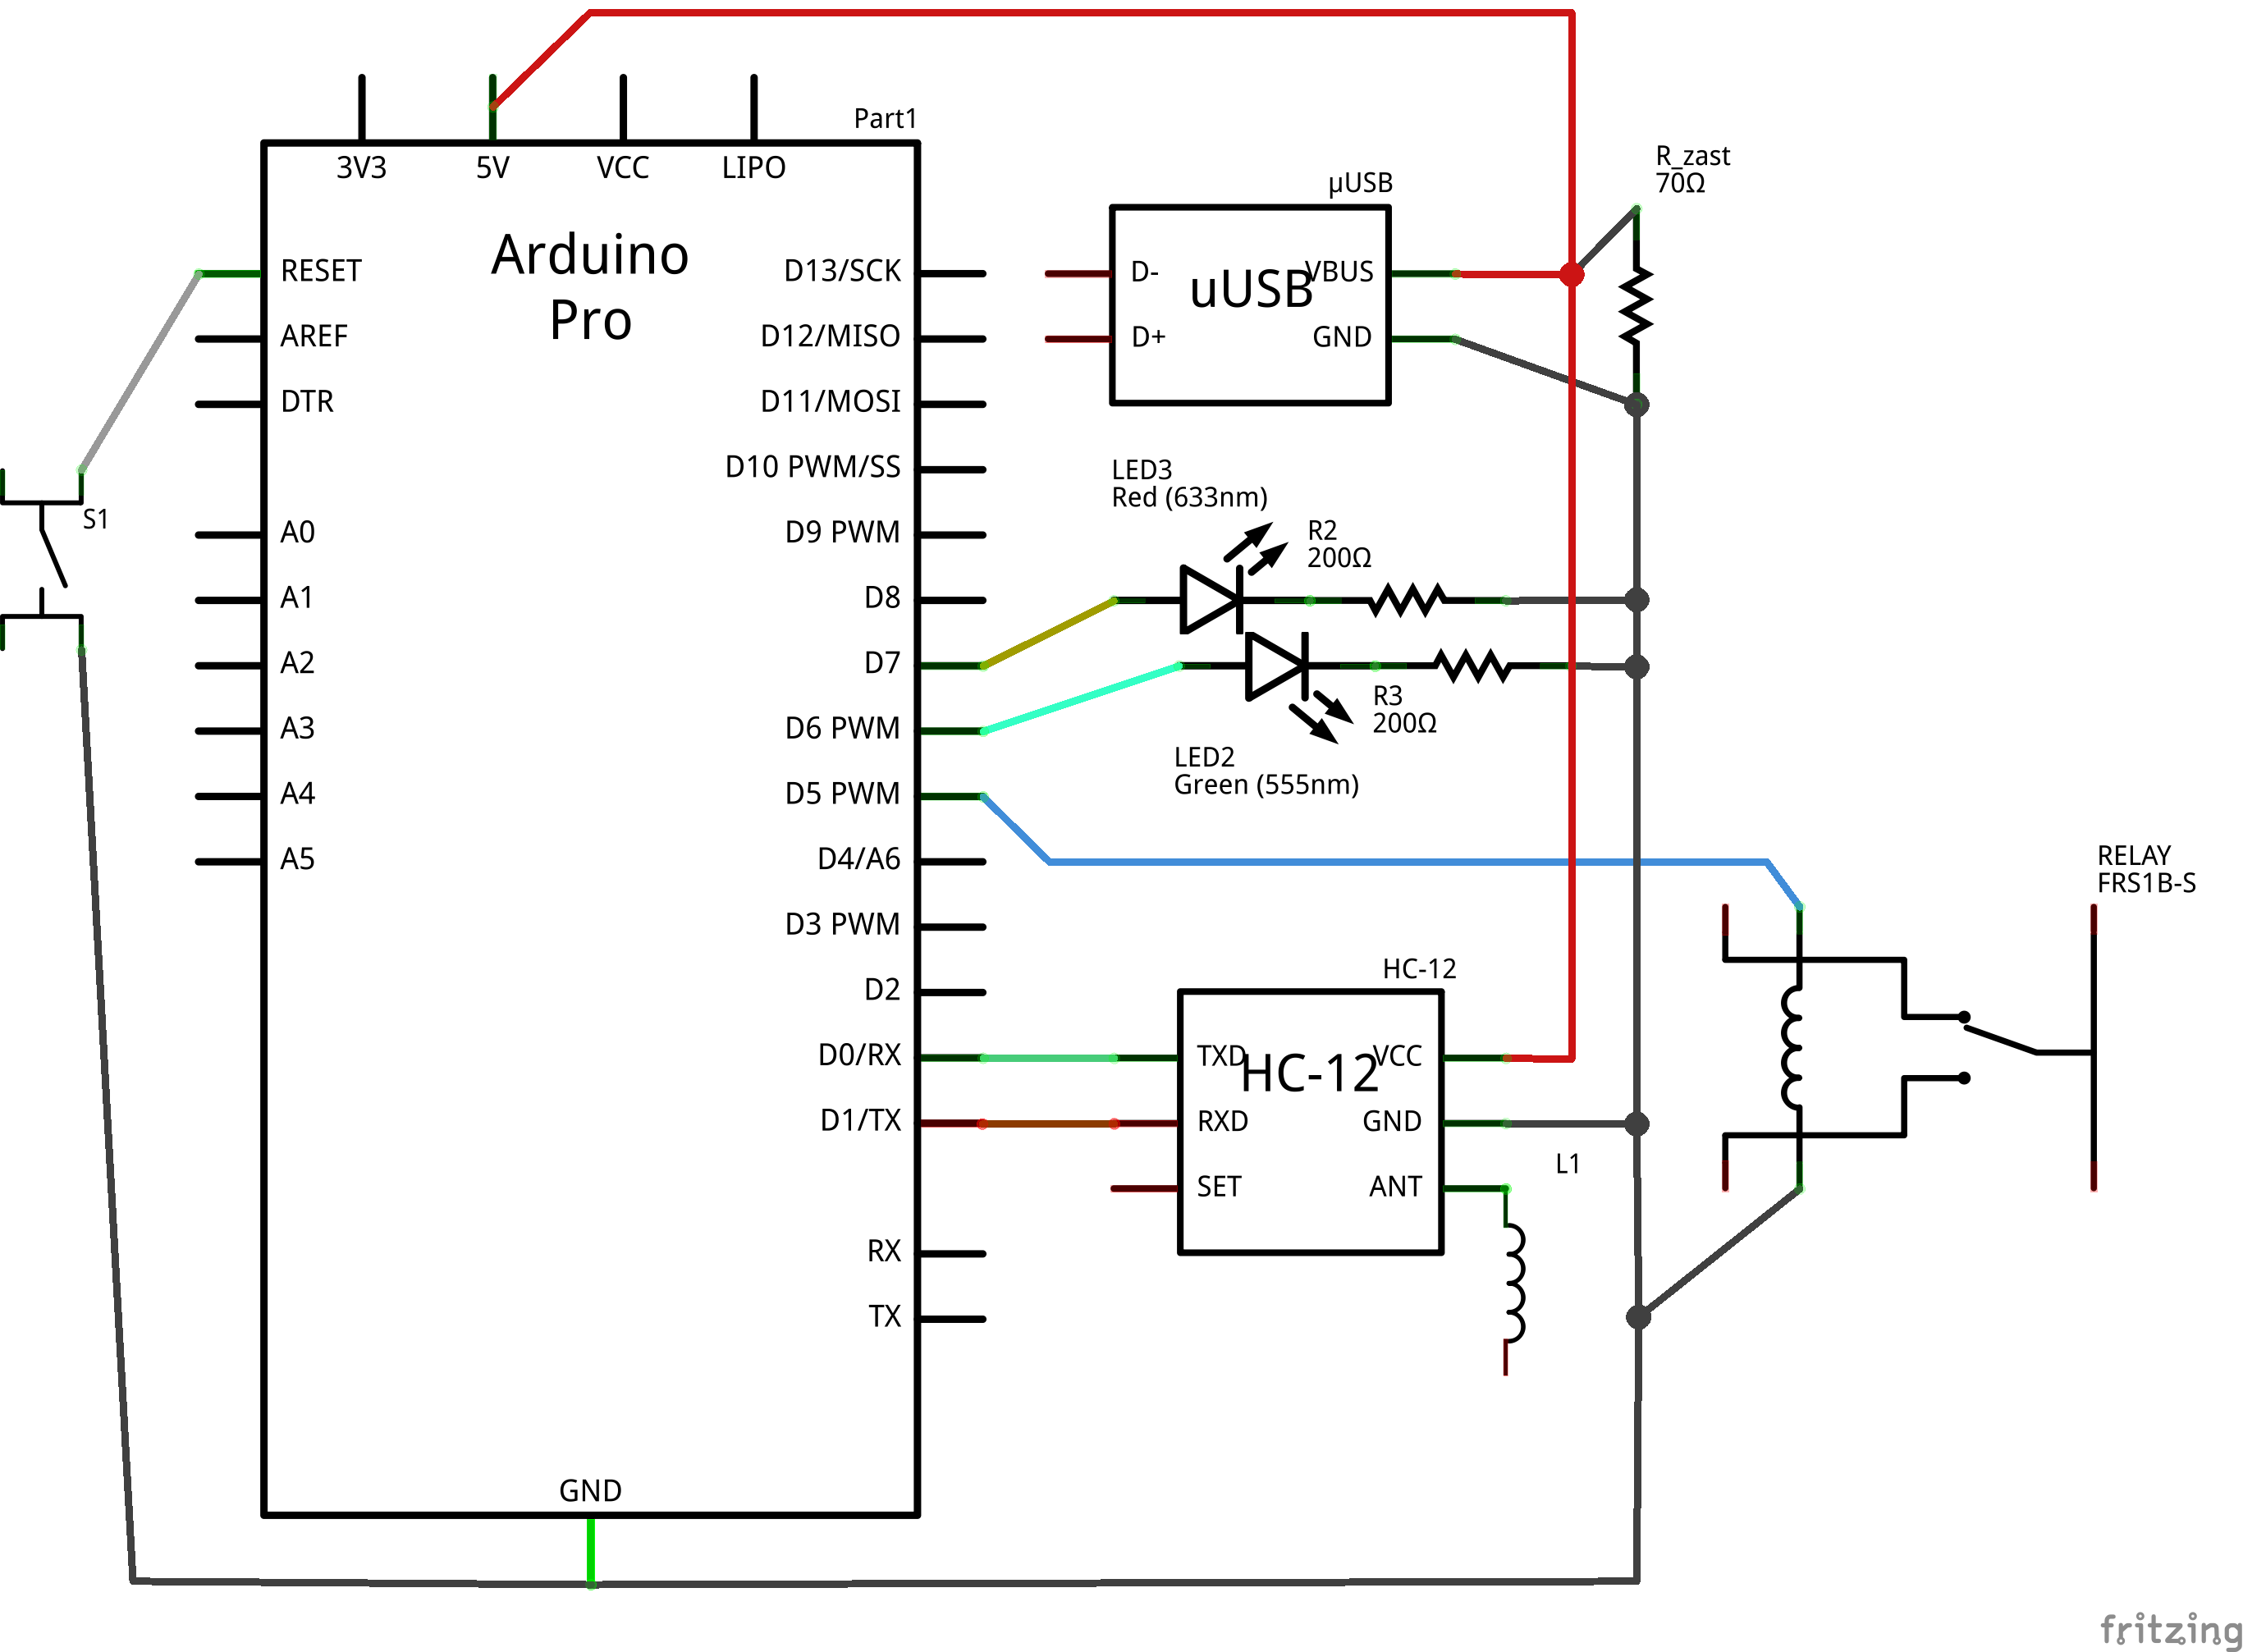 Part1
3V3
5V
VCC
LIPO
Arduino
Pro
RESET
AREF
DTR
A0
A1
A2
A3
A4
A5
D13/SCK
D12/MISO
D11/MOSI
D10 PWM/SS
D9 PWM
D8
D7
D6 PWM
D5 PWM
D4/A6
D3 PWM
D2
D0/RX
D1/TX
RX
TX
GND
S1
µUSB
uUSB
D-
D+
VBUS
GND
R_zast
70Ω
LED3
Red (633nm)
R2
200Ω
R3
200Ω
LED2
Green (555nm)
RELAY
FRS1B-S
HC-12
HC-12
TXD
RXD
SET
VCC
GND
ANT
L1
fritzing